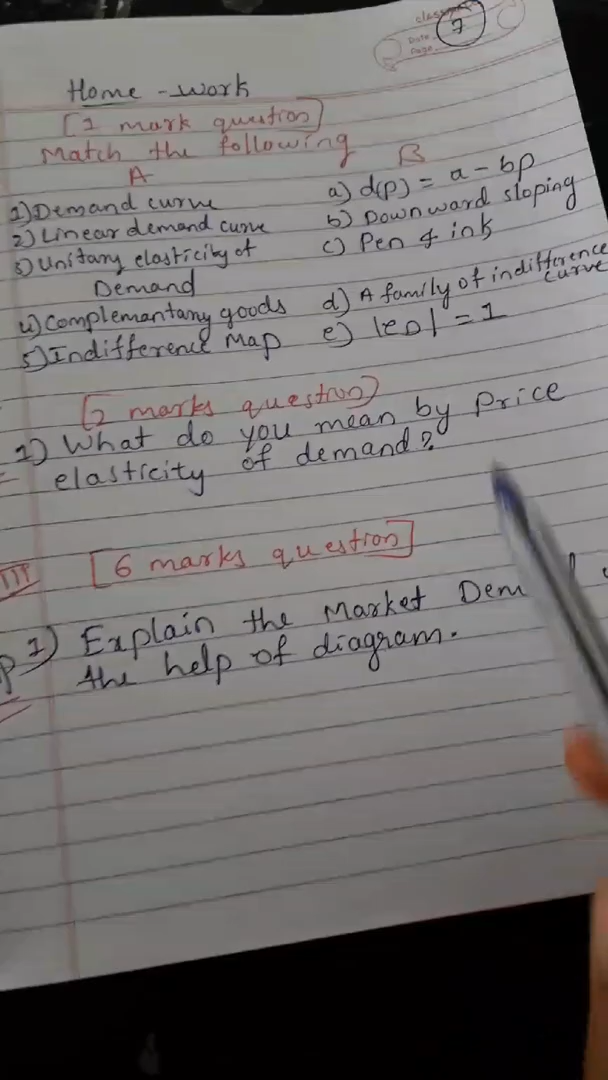 classmate
Date
Page
7
Home - work
[1 mark question]
Match the following
A B
1) Demand curve a) d(p) = a - bp
2) Linear demand curve b) Downward sloping
3) Unitary elasticity of c) Pen & ink
Demand
4) Complemantary goods d) A family of indifference
curve
5) Indifference Map e) |eD| = 1
[2 marks question]
1) What do you mean by Price
elasticity of demand?
III [6 marks question]
1) Explain the Market
the help of diagram.